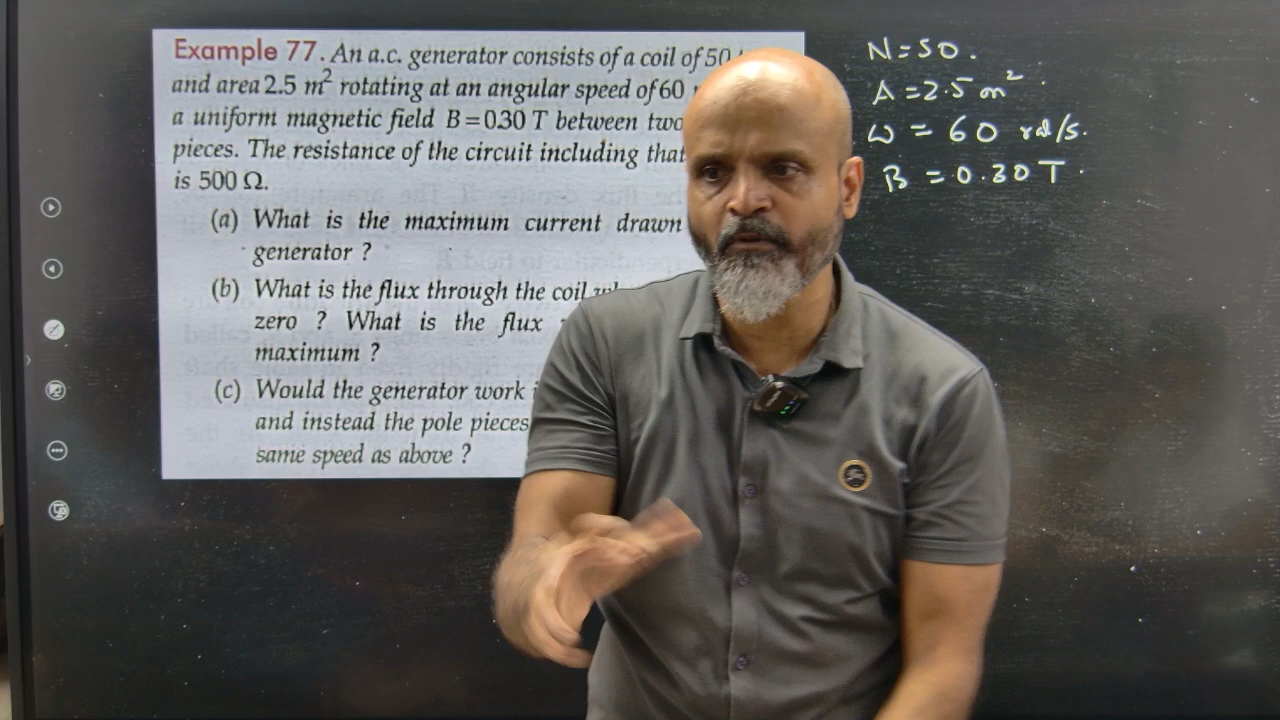 Example 77. An a.c. generator consists of a coil of 50
and area 2.5 m² rotating at an angular speed of 60
a uniform magnetic field B=0.30 T between two
pieces. The resistance of the circuit including that
is 500 Ω.
(a) What is the maximum current drawn
generator ?
(b) What is the flux through the coil
zero ? What is the flux
maximum ?
(c) Would the generator work
and instead the pole pieces
same speed as above ?
N=50.
A=2.5 m².
ω = 60 rad/s.
B = 0.30 T.